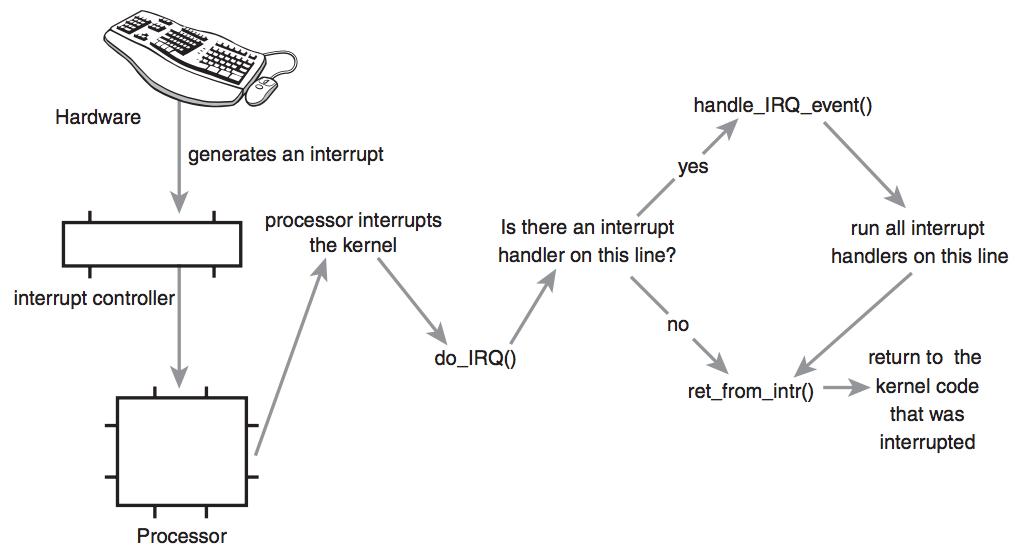 Hardware
generates an interrupt
interrupt controller
Processor
processor interrupts
the kernel
do_IRQ()
Is there an interrupt
handler on this line?
yes
no
handle_IRQ_event()
run all interrupt
handlers on this line
ret_from_intr()
return to the
kernel code
that was
interrupted